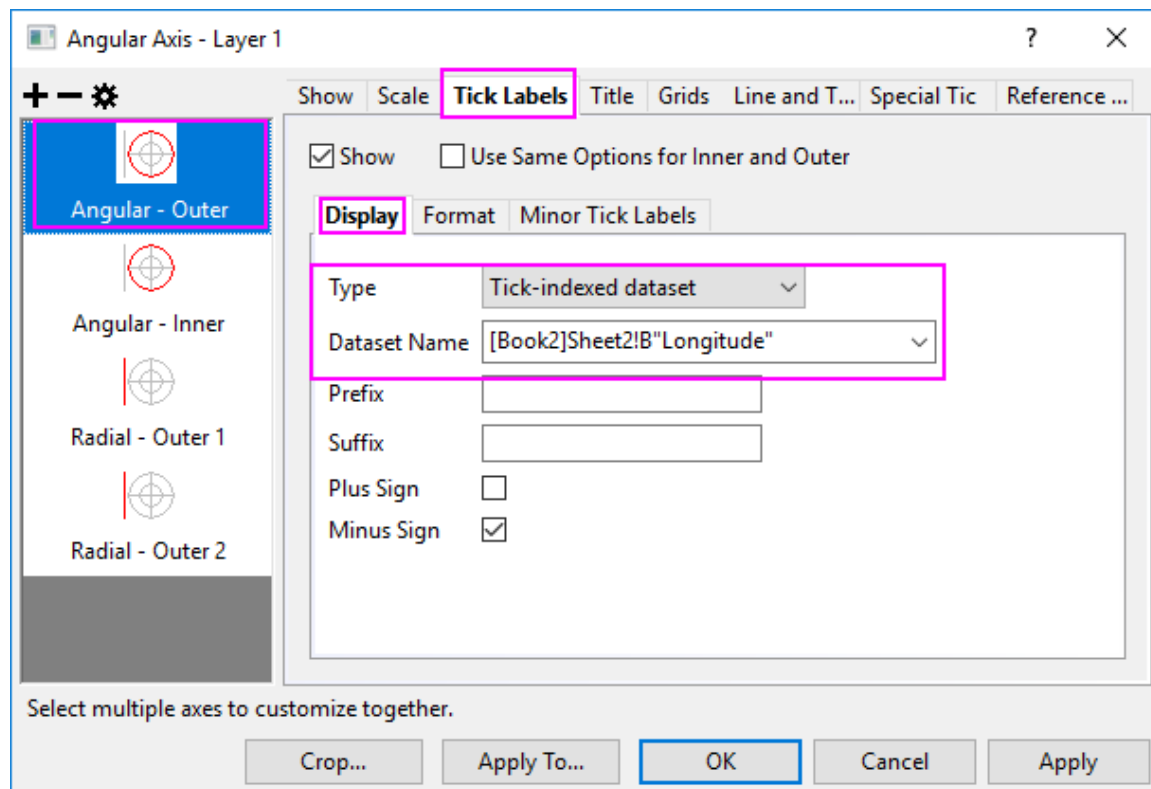 Angular Axis - Layer 1
Show Scale Tick Labels Title Grids Line and T... Special Tic Reference ...
Show Use Same Options for Inner and Outer
Angular - Outer
Display Format Minor Tick Labels
Type Tick-indexed dataset
Angular - Inner
Dataset Name [Book2]Sheet2!B"Longitude"
Prefix
Radial - Outer 1
Suffix
Plus Sign
Minus Sign
Radial - Outer 2
Select multiple axes to customize together.
Crop... Apply To... OK Cancel Apply